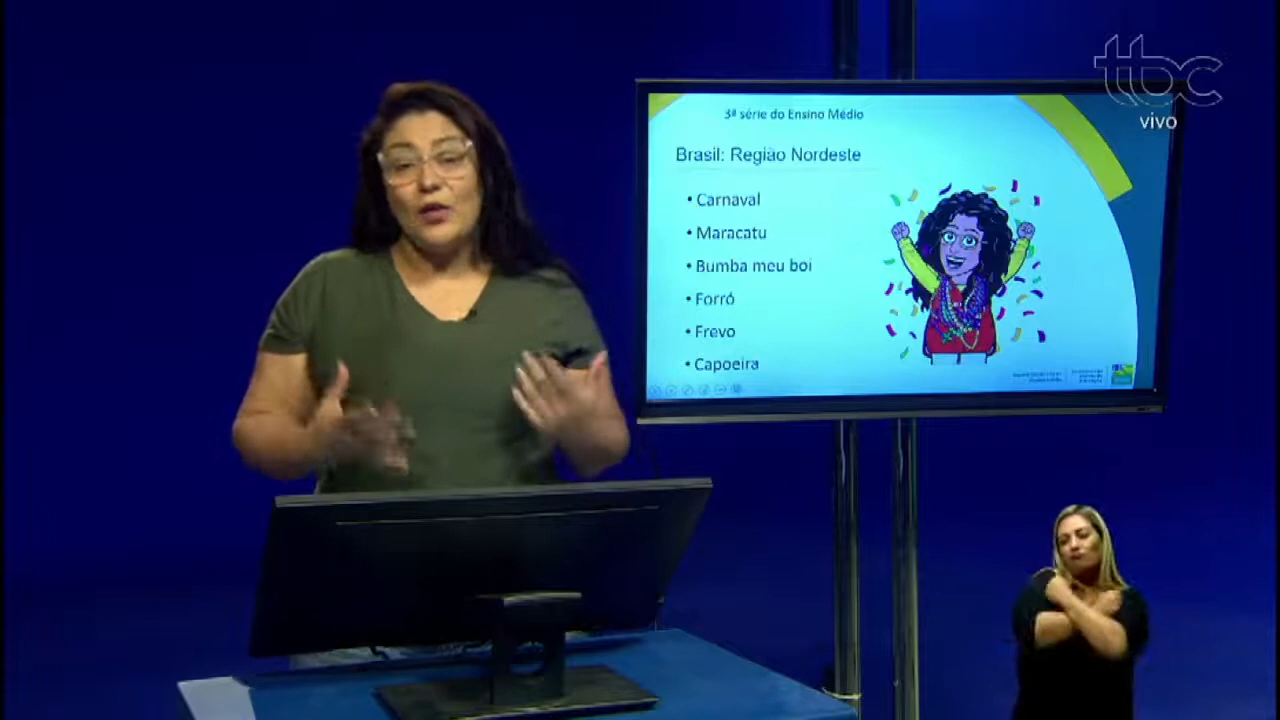 tbc
vivo
3ª série do Ensino Médio
Brasil: Região Nordeste
• Carnaval
• Maracatu
• Bumba meu boi
• Forró
• Frevo
• Capoeira